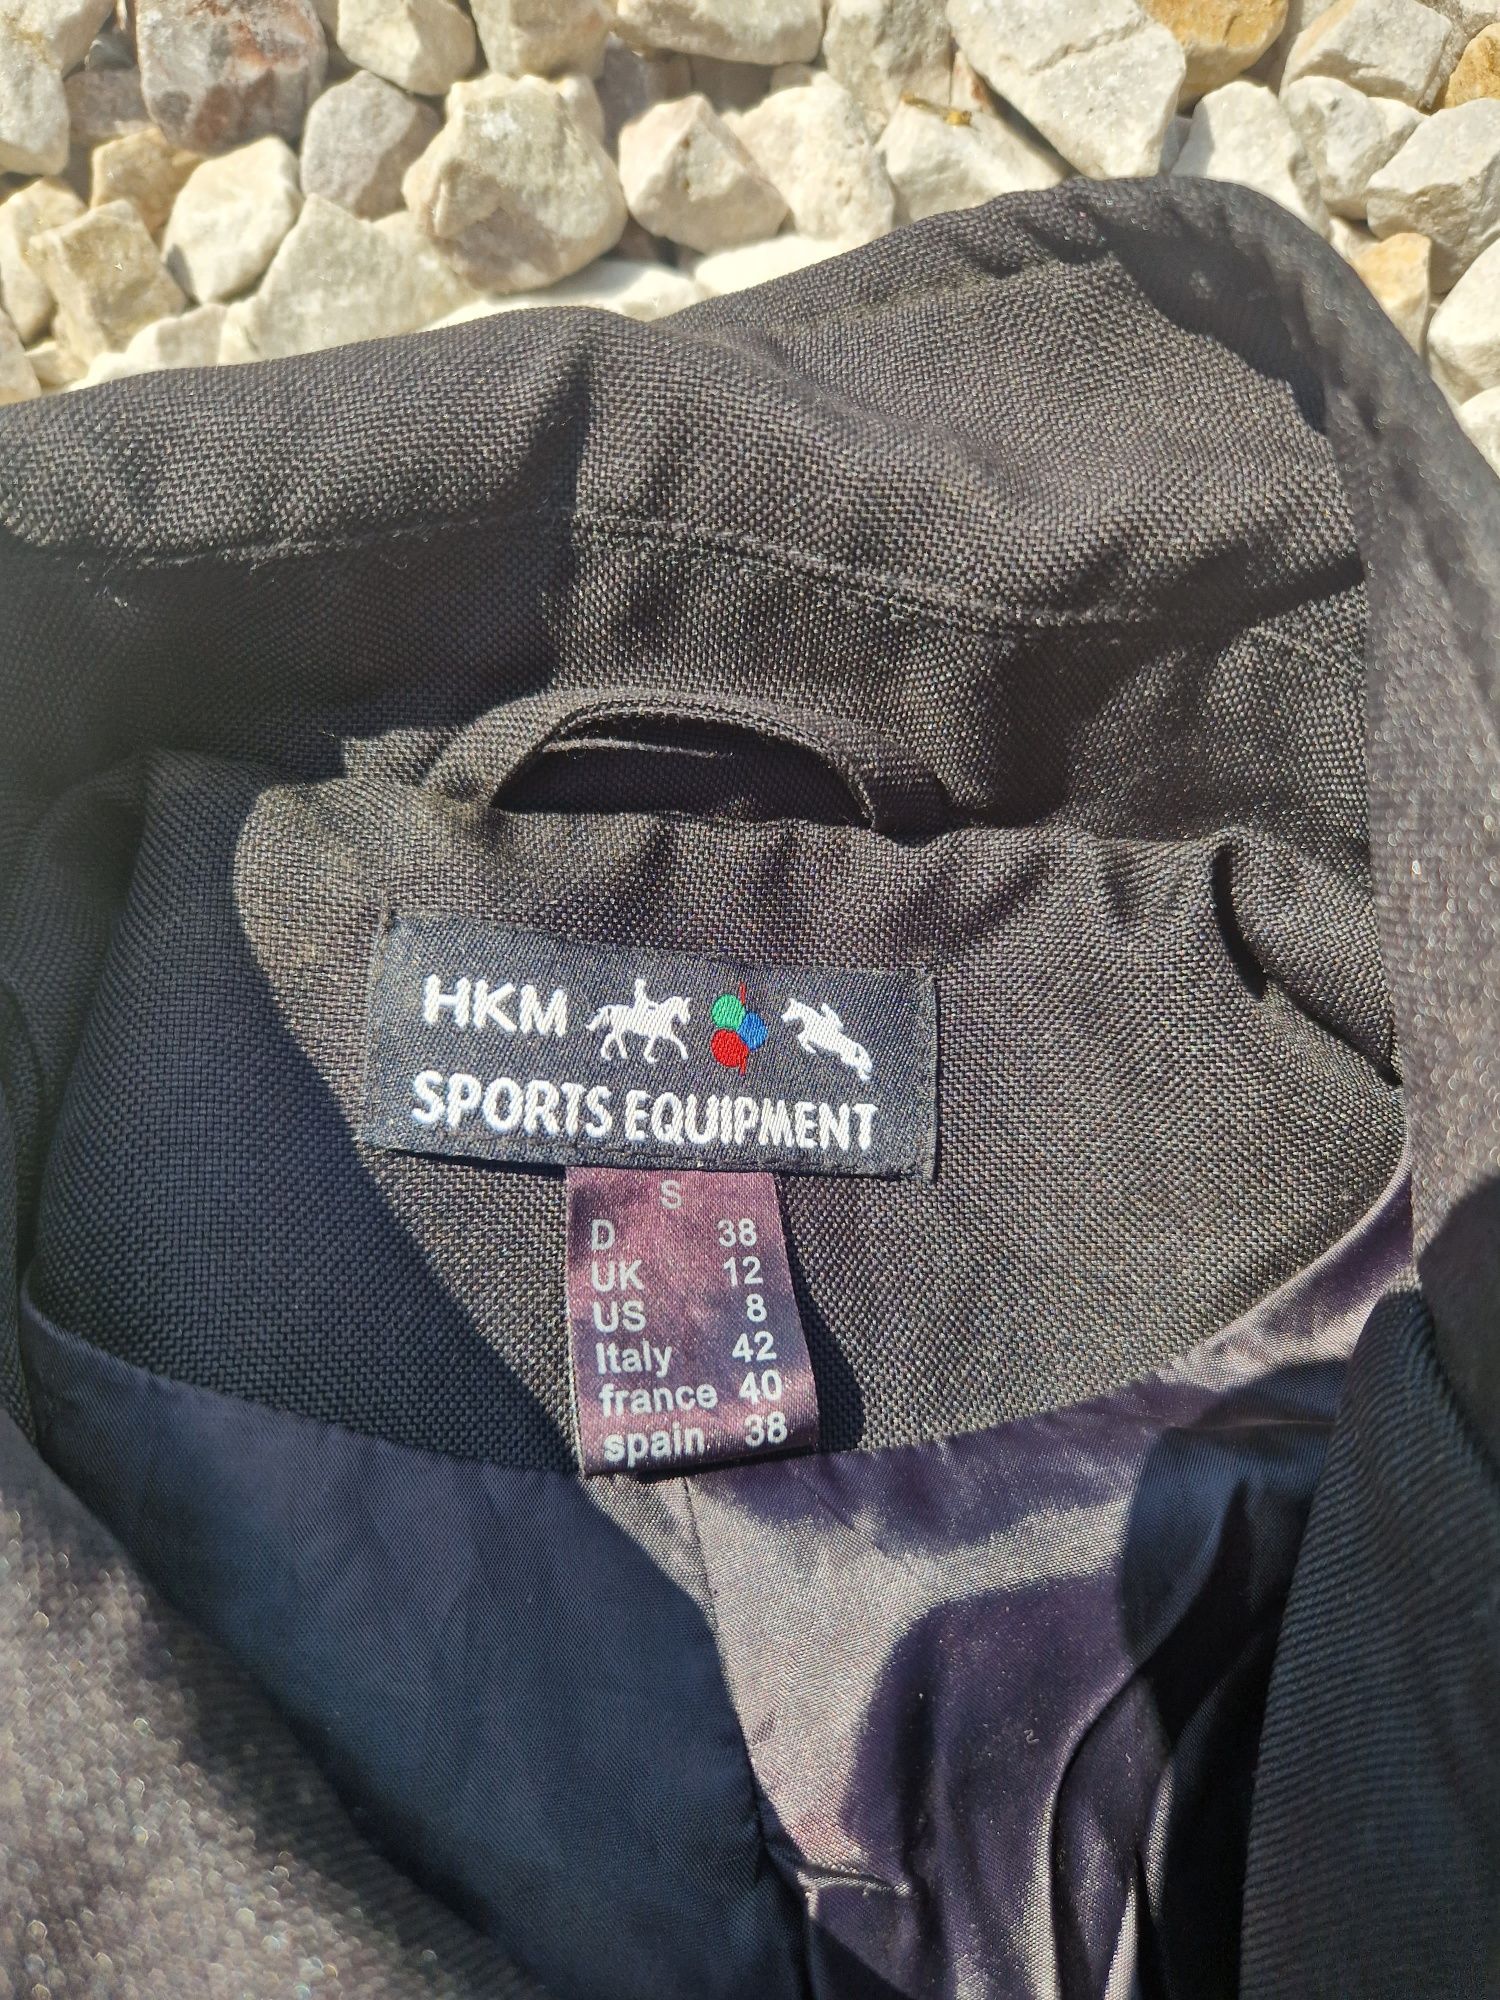 HKM
SPORTS EQUIPMENT
S
D 38
UK 12
US 8
Italy 42
france 40
spain 38